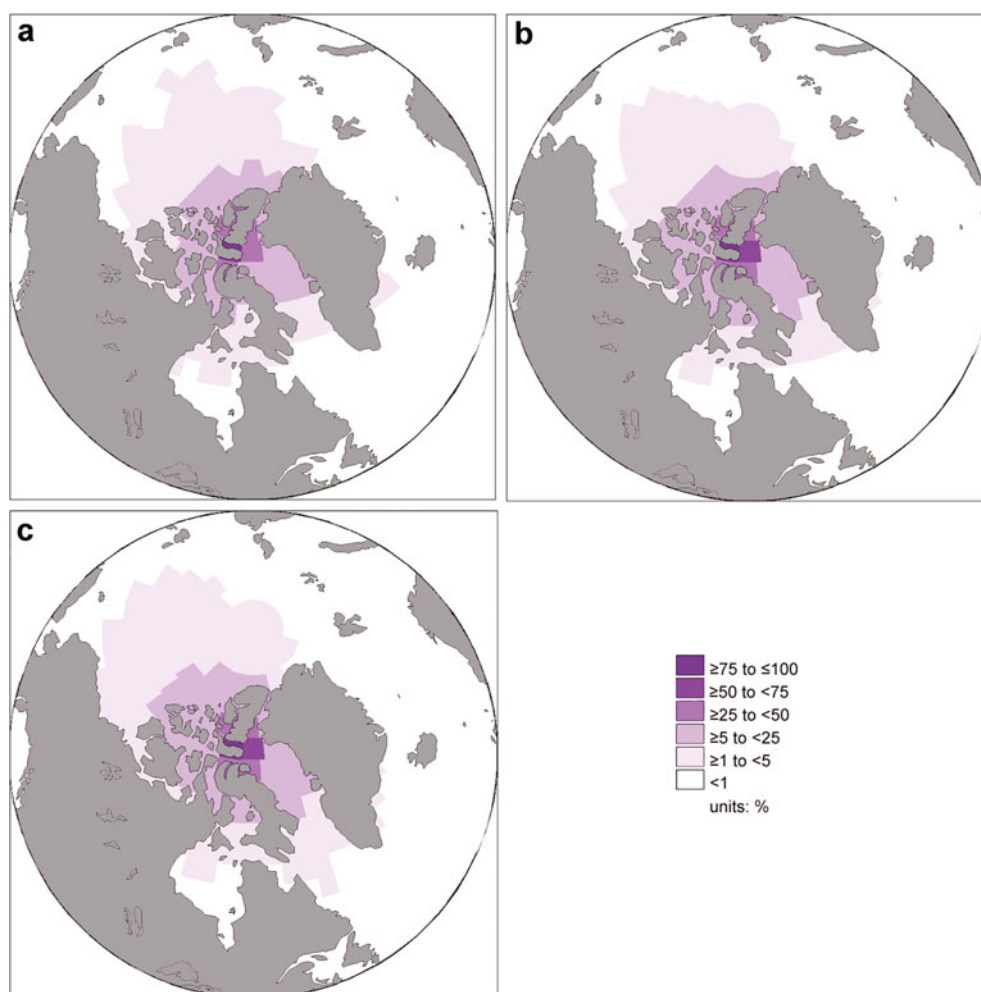 a
b
c
≥75 to ≤100
≥50 to <75
≥25 to <50
≥5 to <25
≥1 to <5
<1
units: %